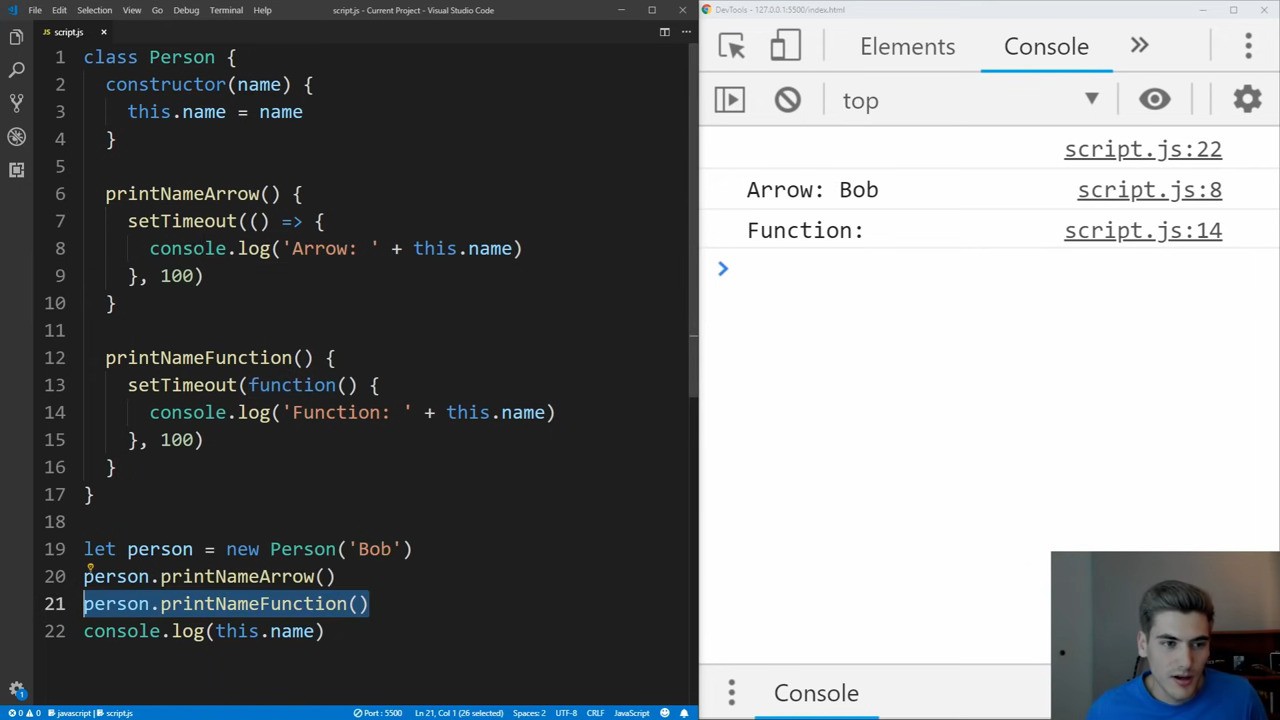 File Edit Selection View Go Debug Terminal Help
script.js - Current Project - Visual Studio Code
script.js
1 class Person {
2 constructor(name) {
3 this.name = name
4 }
5
6 printNameArrow() {
7 setTimeout(() => {
8 console.log('Arrow: ' + this.name)
9 }, 100)
10 }
11
12 printNameFunction() {
13 setTimeout(function() {
14 console.log('Function: ' + this.name)
15 }, 100)
16 }
17 }
18
19 let person = new Person('Bob')
20 person.printNameArrow()
21 person.printNameFunction()
22 console.log(this.name)
1
0 0 javascript | script.js
Port : 5500 Ln 21, Col 1 (26 selected) Spaces: 2 UTF-8 CRLF JavaScript
DevTools - 127.0.0.1:5500/index.html
Elements Console
top
script.js:22
Arrow: Bob script.js:8
Function: script.js:14
Console